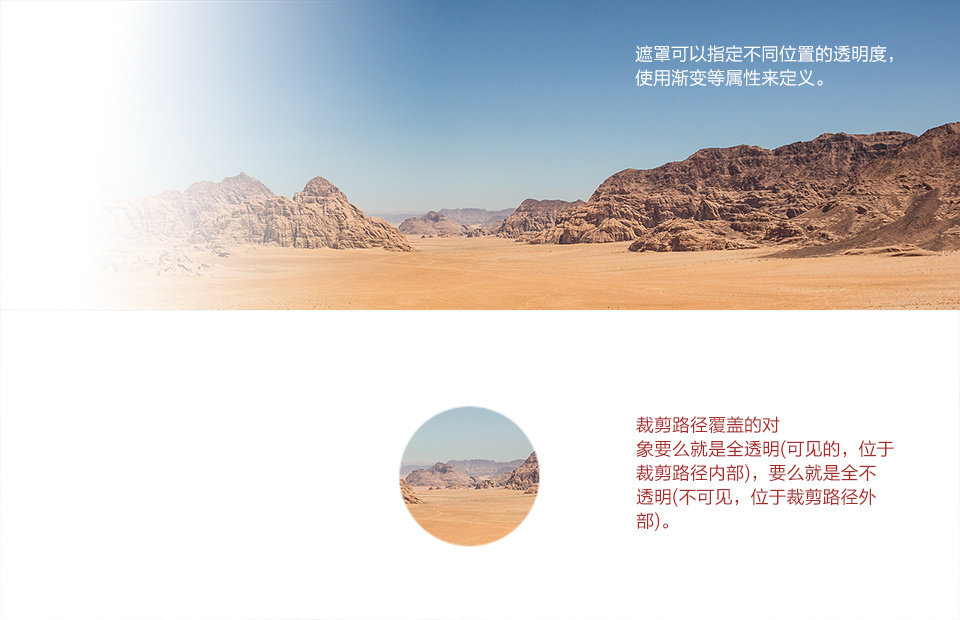 遮罩可以指定不同位置的透明度，
使用渐变等属性来定义。
裁剪路径覆盖的对
象要么就是全透明(可见的，位于
裁剪路径内部)，要么就是全不
透明(不可见，位于裁剪路径外
部)。